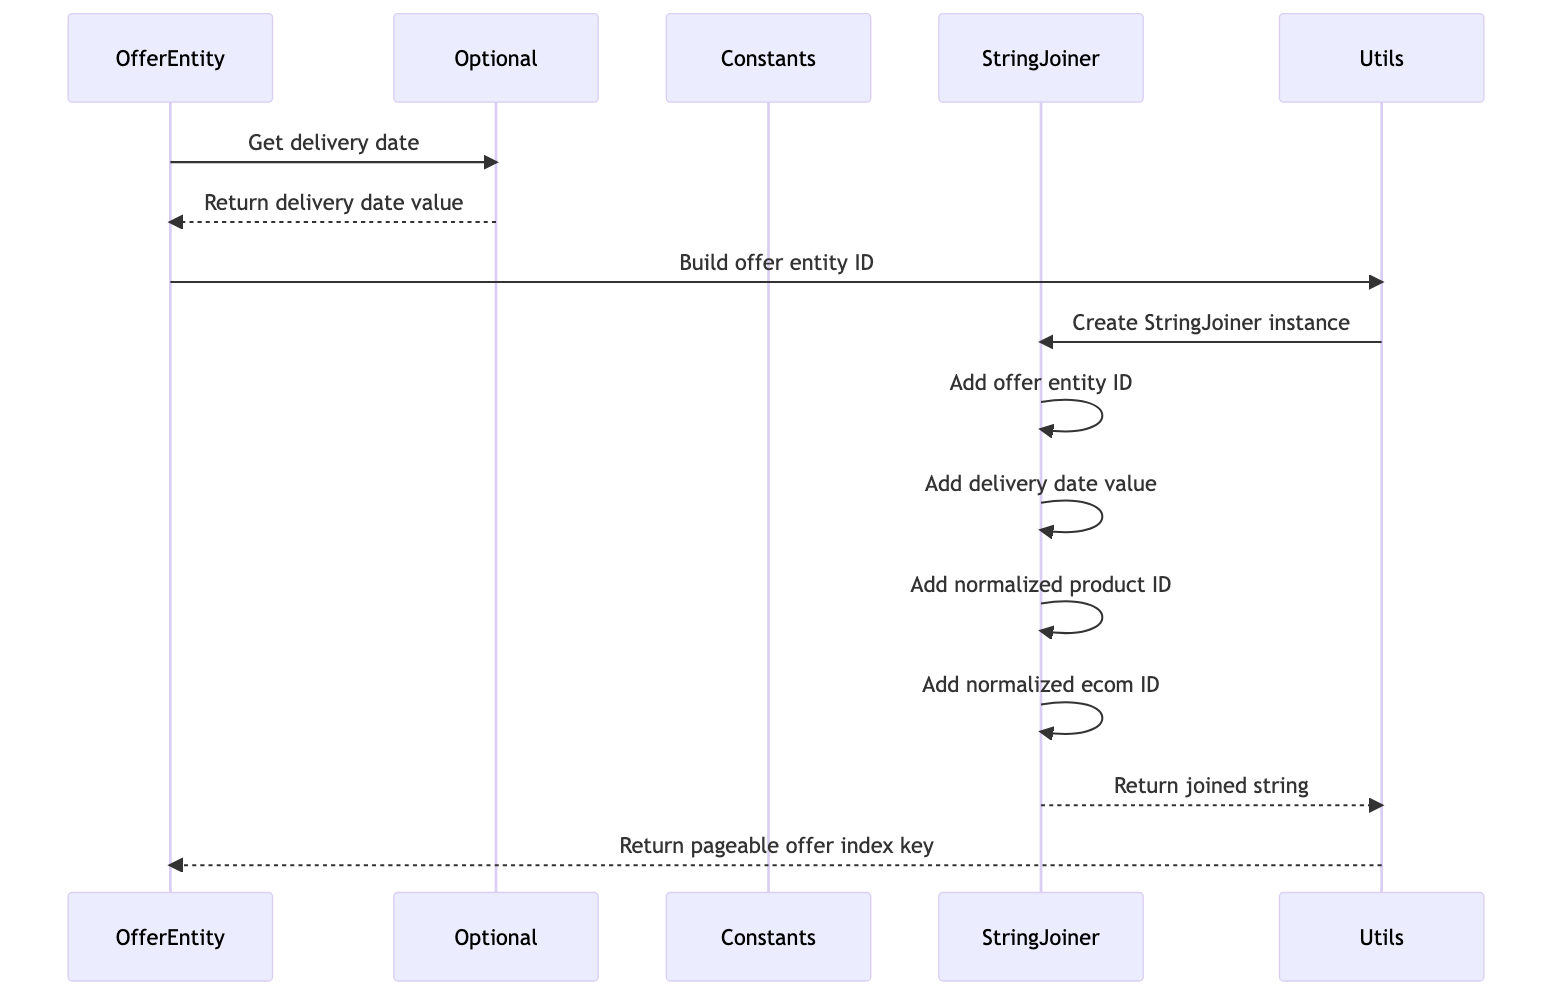 OfferEntity
Optional
Constants
StringJoiner
Utils
Get delivery date
Return delivery date value
Build offer entity ID
Create StringJoiner instance
Add offer entity ID
Add delivery date value
Add normalized product ID
Add normalized ecom ID
Return joined string
Return pageable offer index key
OfferEntity
Optional
Constants
StringJoiner
Utils